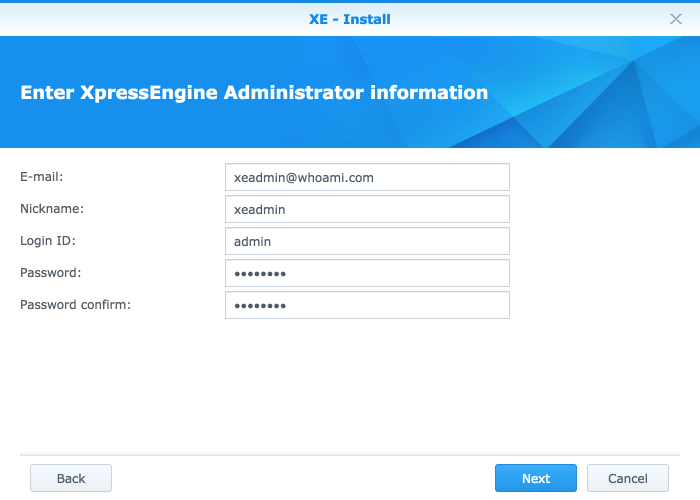 XE - Install
Enter XpressEngine Administrator information
E-mail: xeadmin@whoami.com
Nickname: xeadmin
Login ID: admin
Password: ••••••••
Password confirm: ••••••••
Back Next Cancel